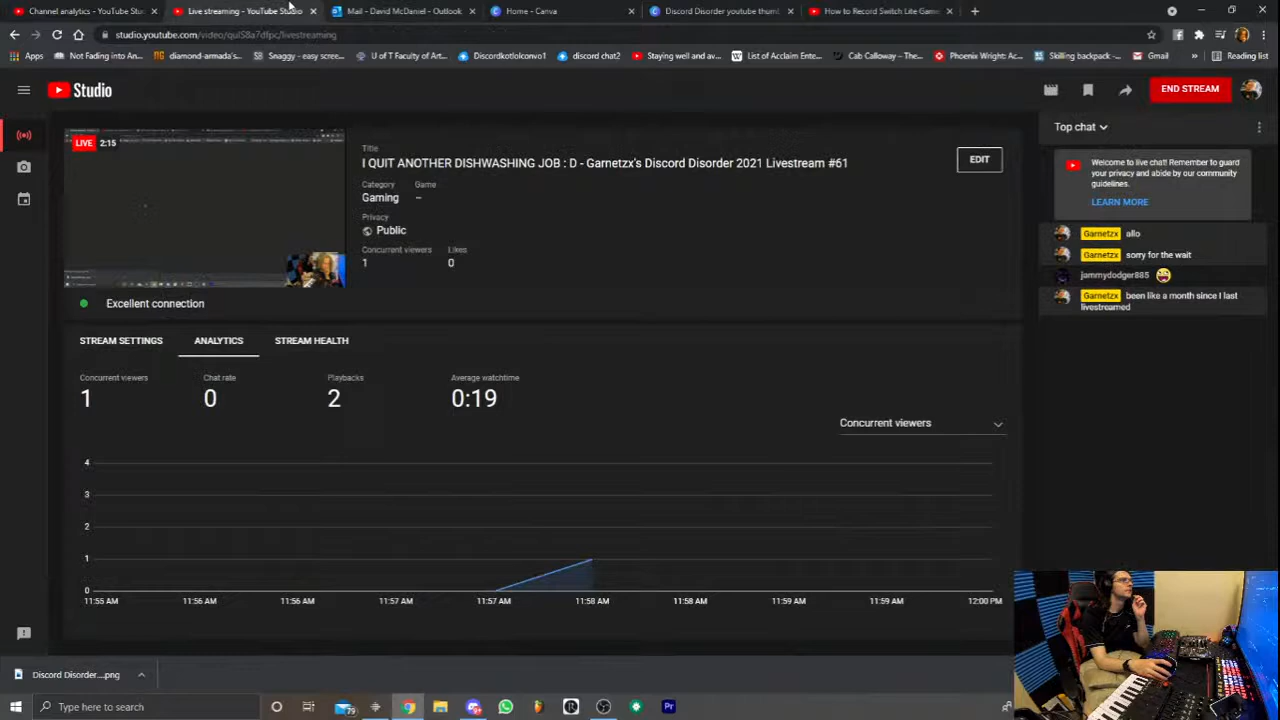 Channel analytics - YouTube Stu
Live streaming - YouTube Studio
Mail - David McDaniel - Outlook
Home - Canva
Discord Disorder youtube thumb
How to Record Switch Lite Game
studio.youtube.com/video/quIS8a7dfpc/livestreaming
Apps
Not Fading into An...
diamond-armada's...
Snaggy - easy scree...
U of T Faculty of Art...
Discordkotlokonvo1
discord chat2
Staying well and av...
List of Acclaim Ente...
Cab Calloway – The...
Phoenix Wright: Ac...
Skilling backpack -...
Gmail
»
Other bookmarks
Reading list
Studio
END STREAM
LIVE 2:15
Title
I QUIT ANOTHER DISHWASHING JOB : D - Garnetzx's Discord Disorder 2021 Livestream #61
EDIT
Category Game
Gaming –
Privacy
Public
Concurrent viewers Likes
1 0
Excellent connection
STREAM SETTINGS ANALYTICS STREAM HEALTH
Concurrent viewers Chat rate Playbacks Average watchtime
1 0 2 0:19
Concurrent viewers
4
3
2
1
0
11:55 AM 11:56 AM 11:56 AM 11:57 AM 11:57 AM 11:58 AM 11:58 AM 11:59 AM 11:59 AM 12:00 PM
Top chat
Welcome to live chat! Remember to guard
your privacy and abide by our community
guidelines.
LEARN MORE
Garnetzx allo
Garnetzx sorry for the wait
jammydodger885
Garnetzx been like a month since I last
livestreamed
Discord Disorder....png
Type here to search
Pr